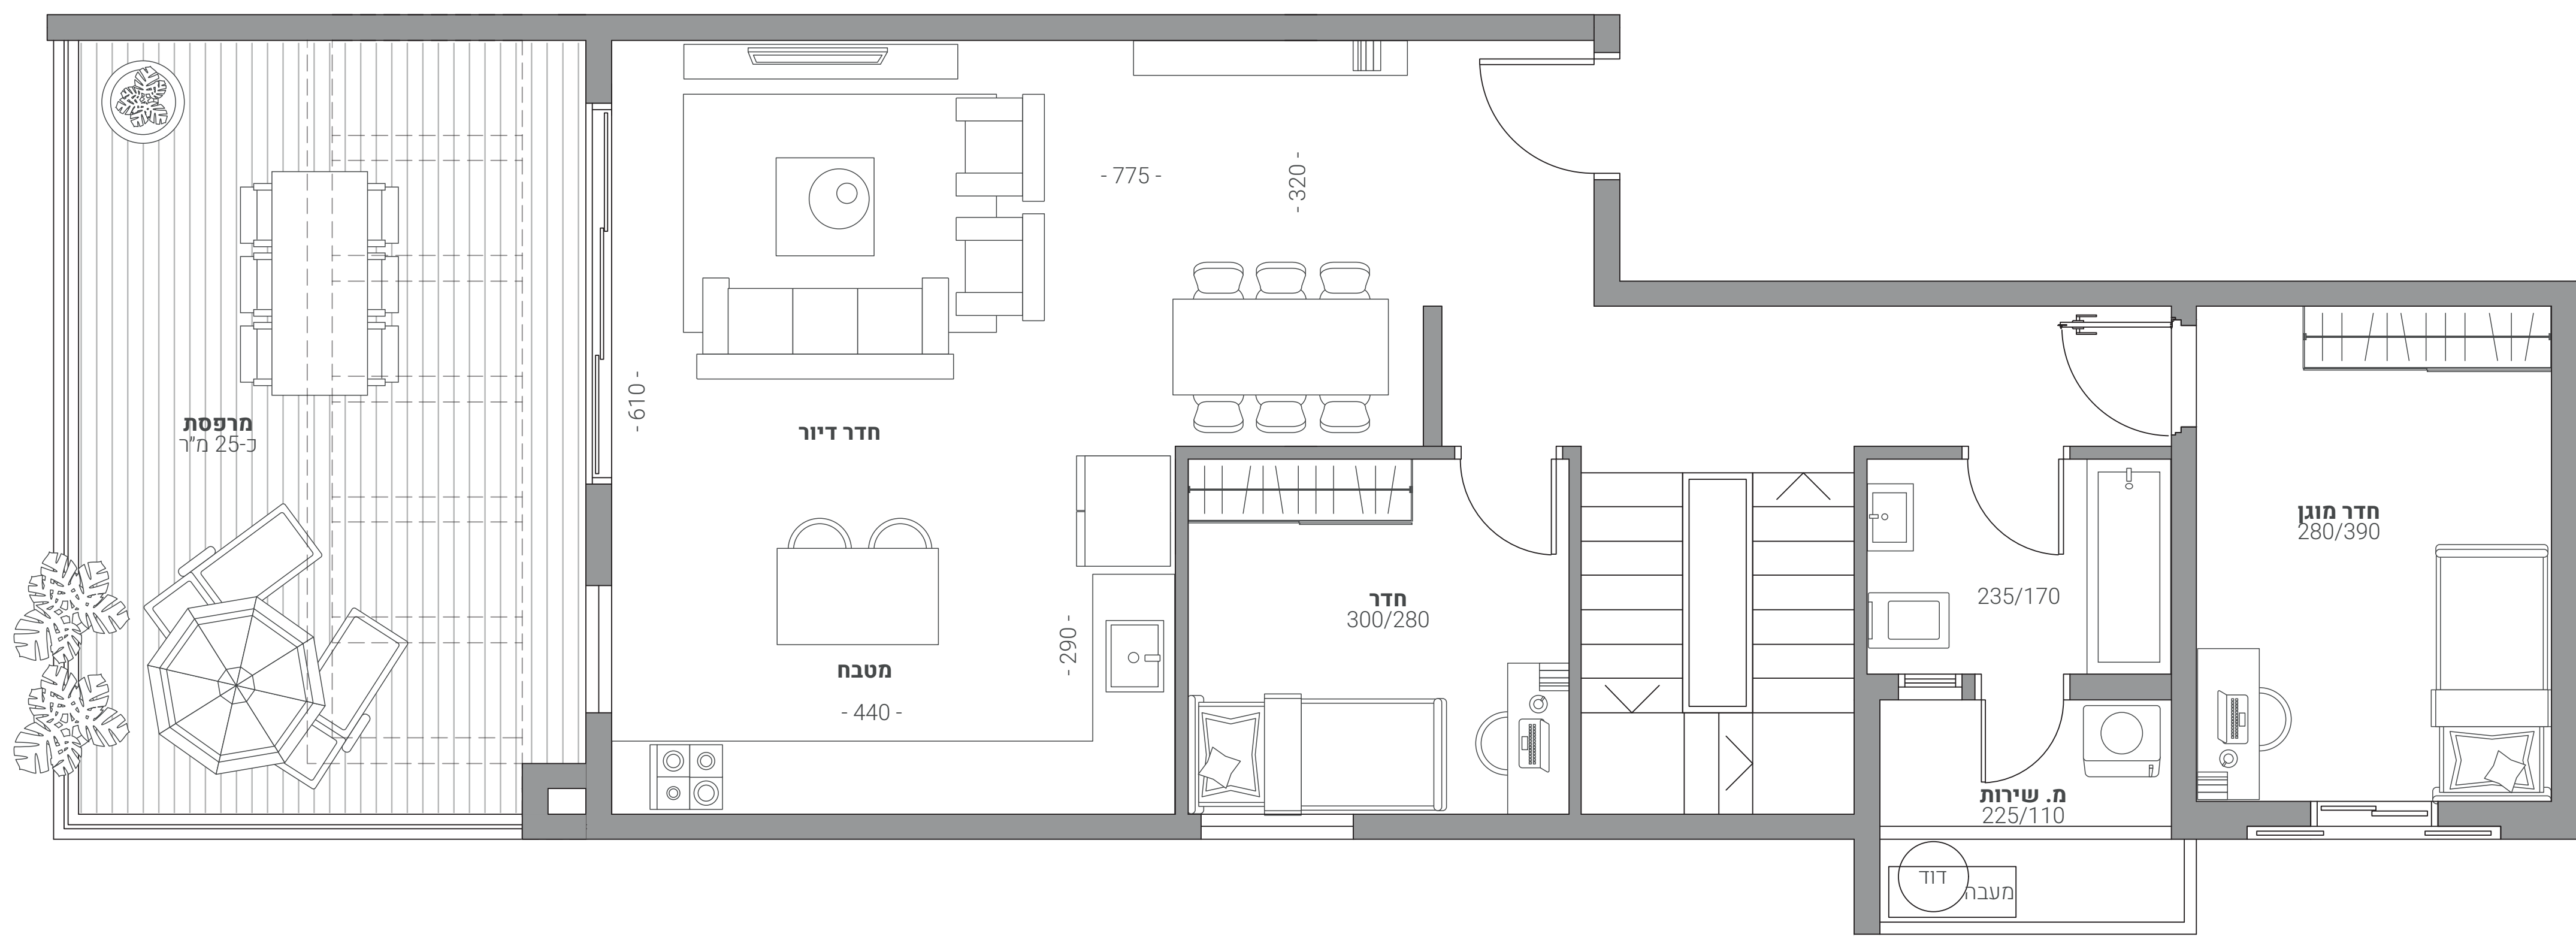 - 775 -
- 320 -
- 610 -
מרפסת
כ-25 מ"ר
חדר דיור
חדר מוגן
280/390
חדר
300/280
235/170
- 290 -
מטבח
- 440 -
מ. שירות
225/110
דוד
מעבה